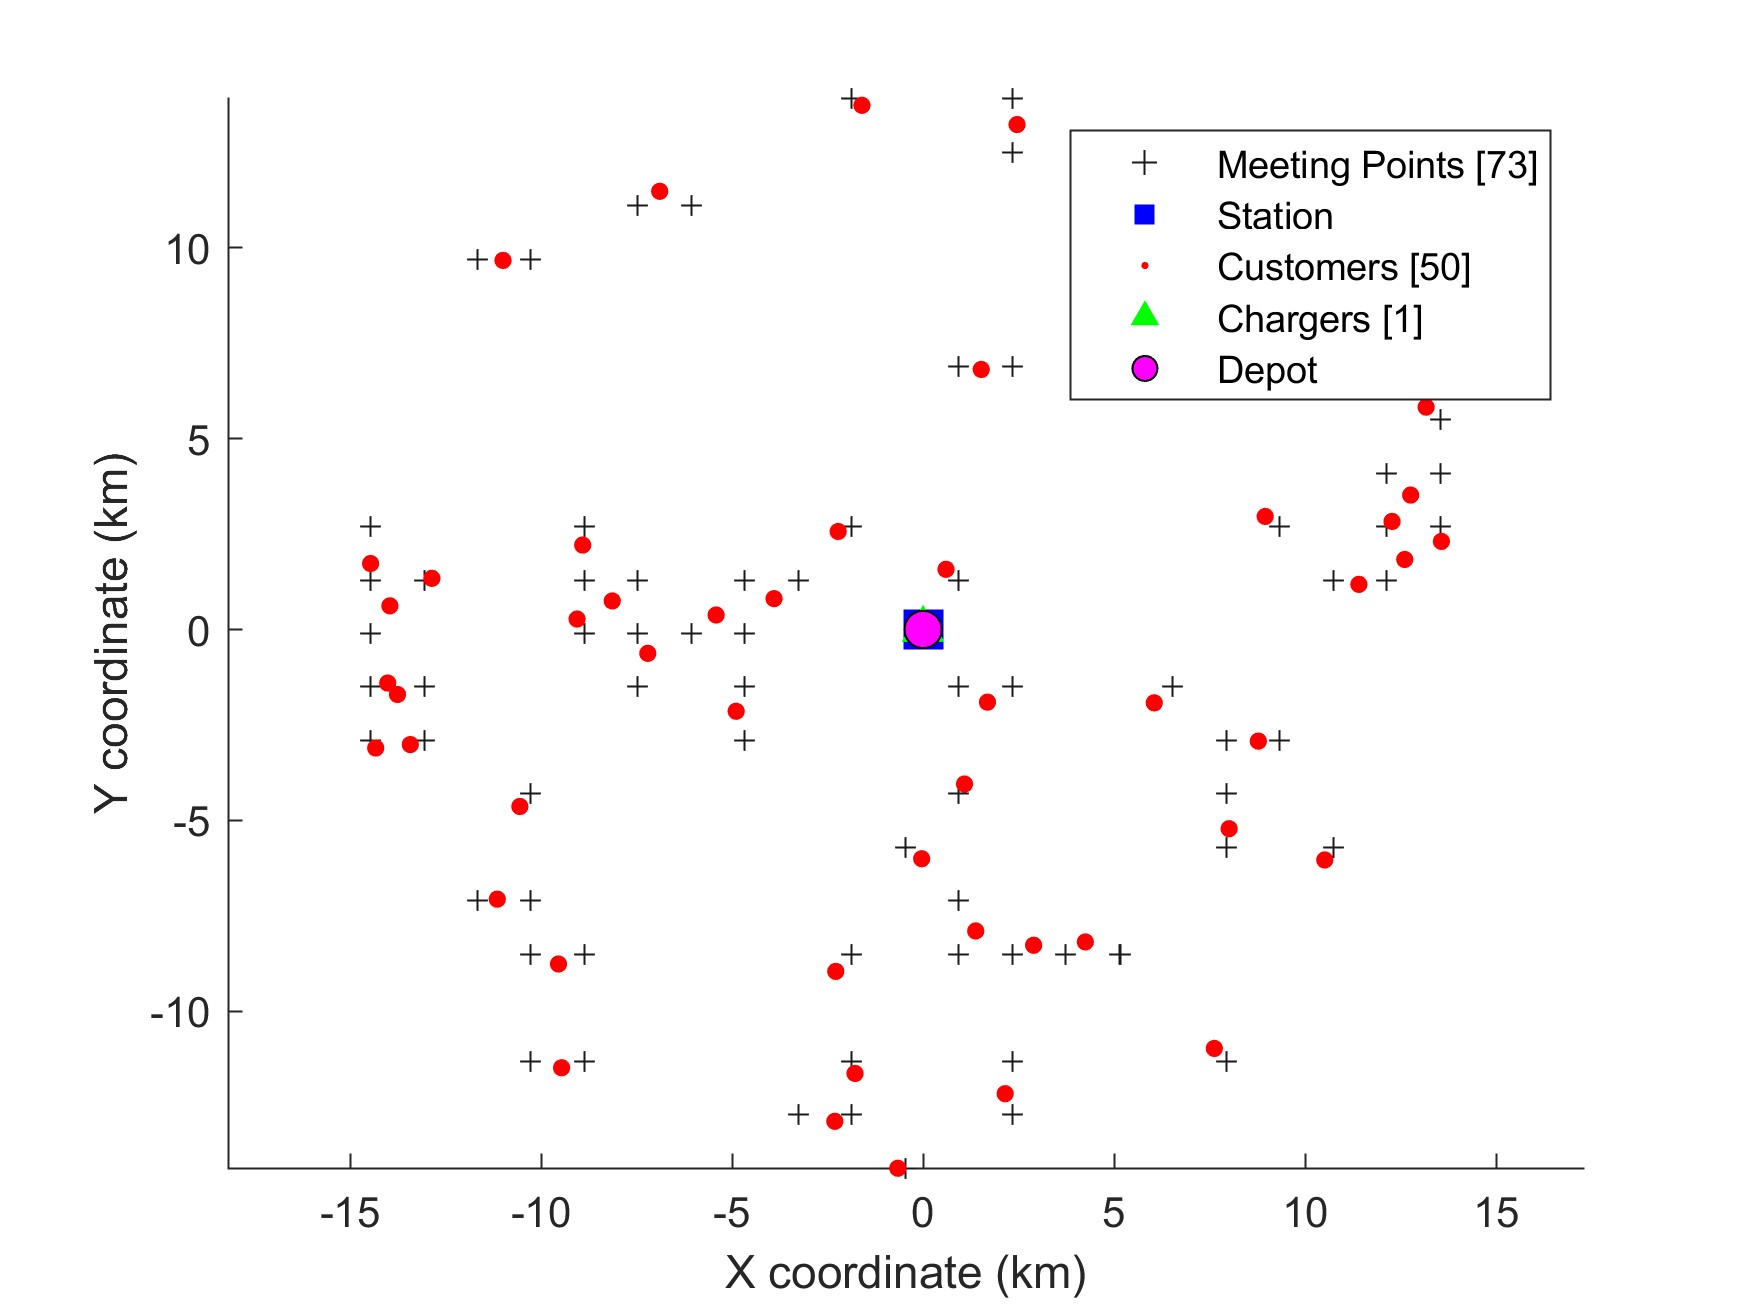 Meeting Points [73]
Station
Customers [50]
Chargers [1]
Depot
10
5
0
-5
-10
Y coordinate (km)
-15
-10
-5
0
5
10
15
X coordinate (km)